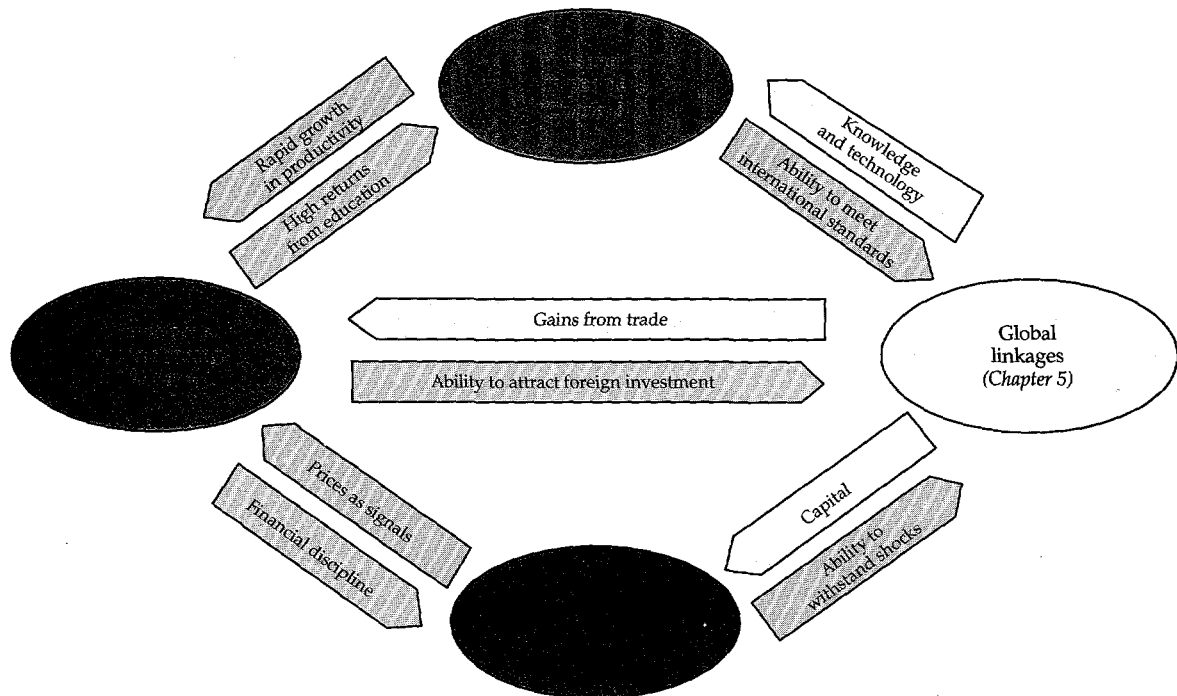 Rapid growth
in productivity
High returns
from education
Knowledge
and technology
Ability to meet
international standards
Gains from trade
Ability to attract foreign investment
Global
linkages
(Chapter 5)
Prices as signals
Financial discipline
Capital
Ability to
withstand shocks